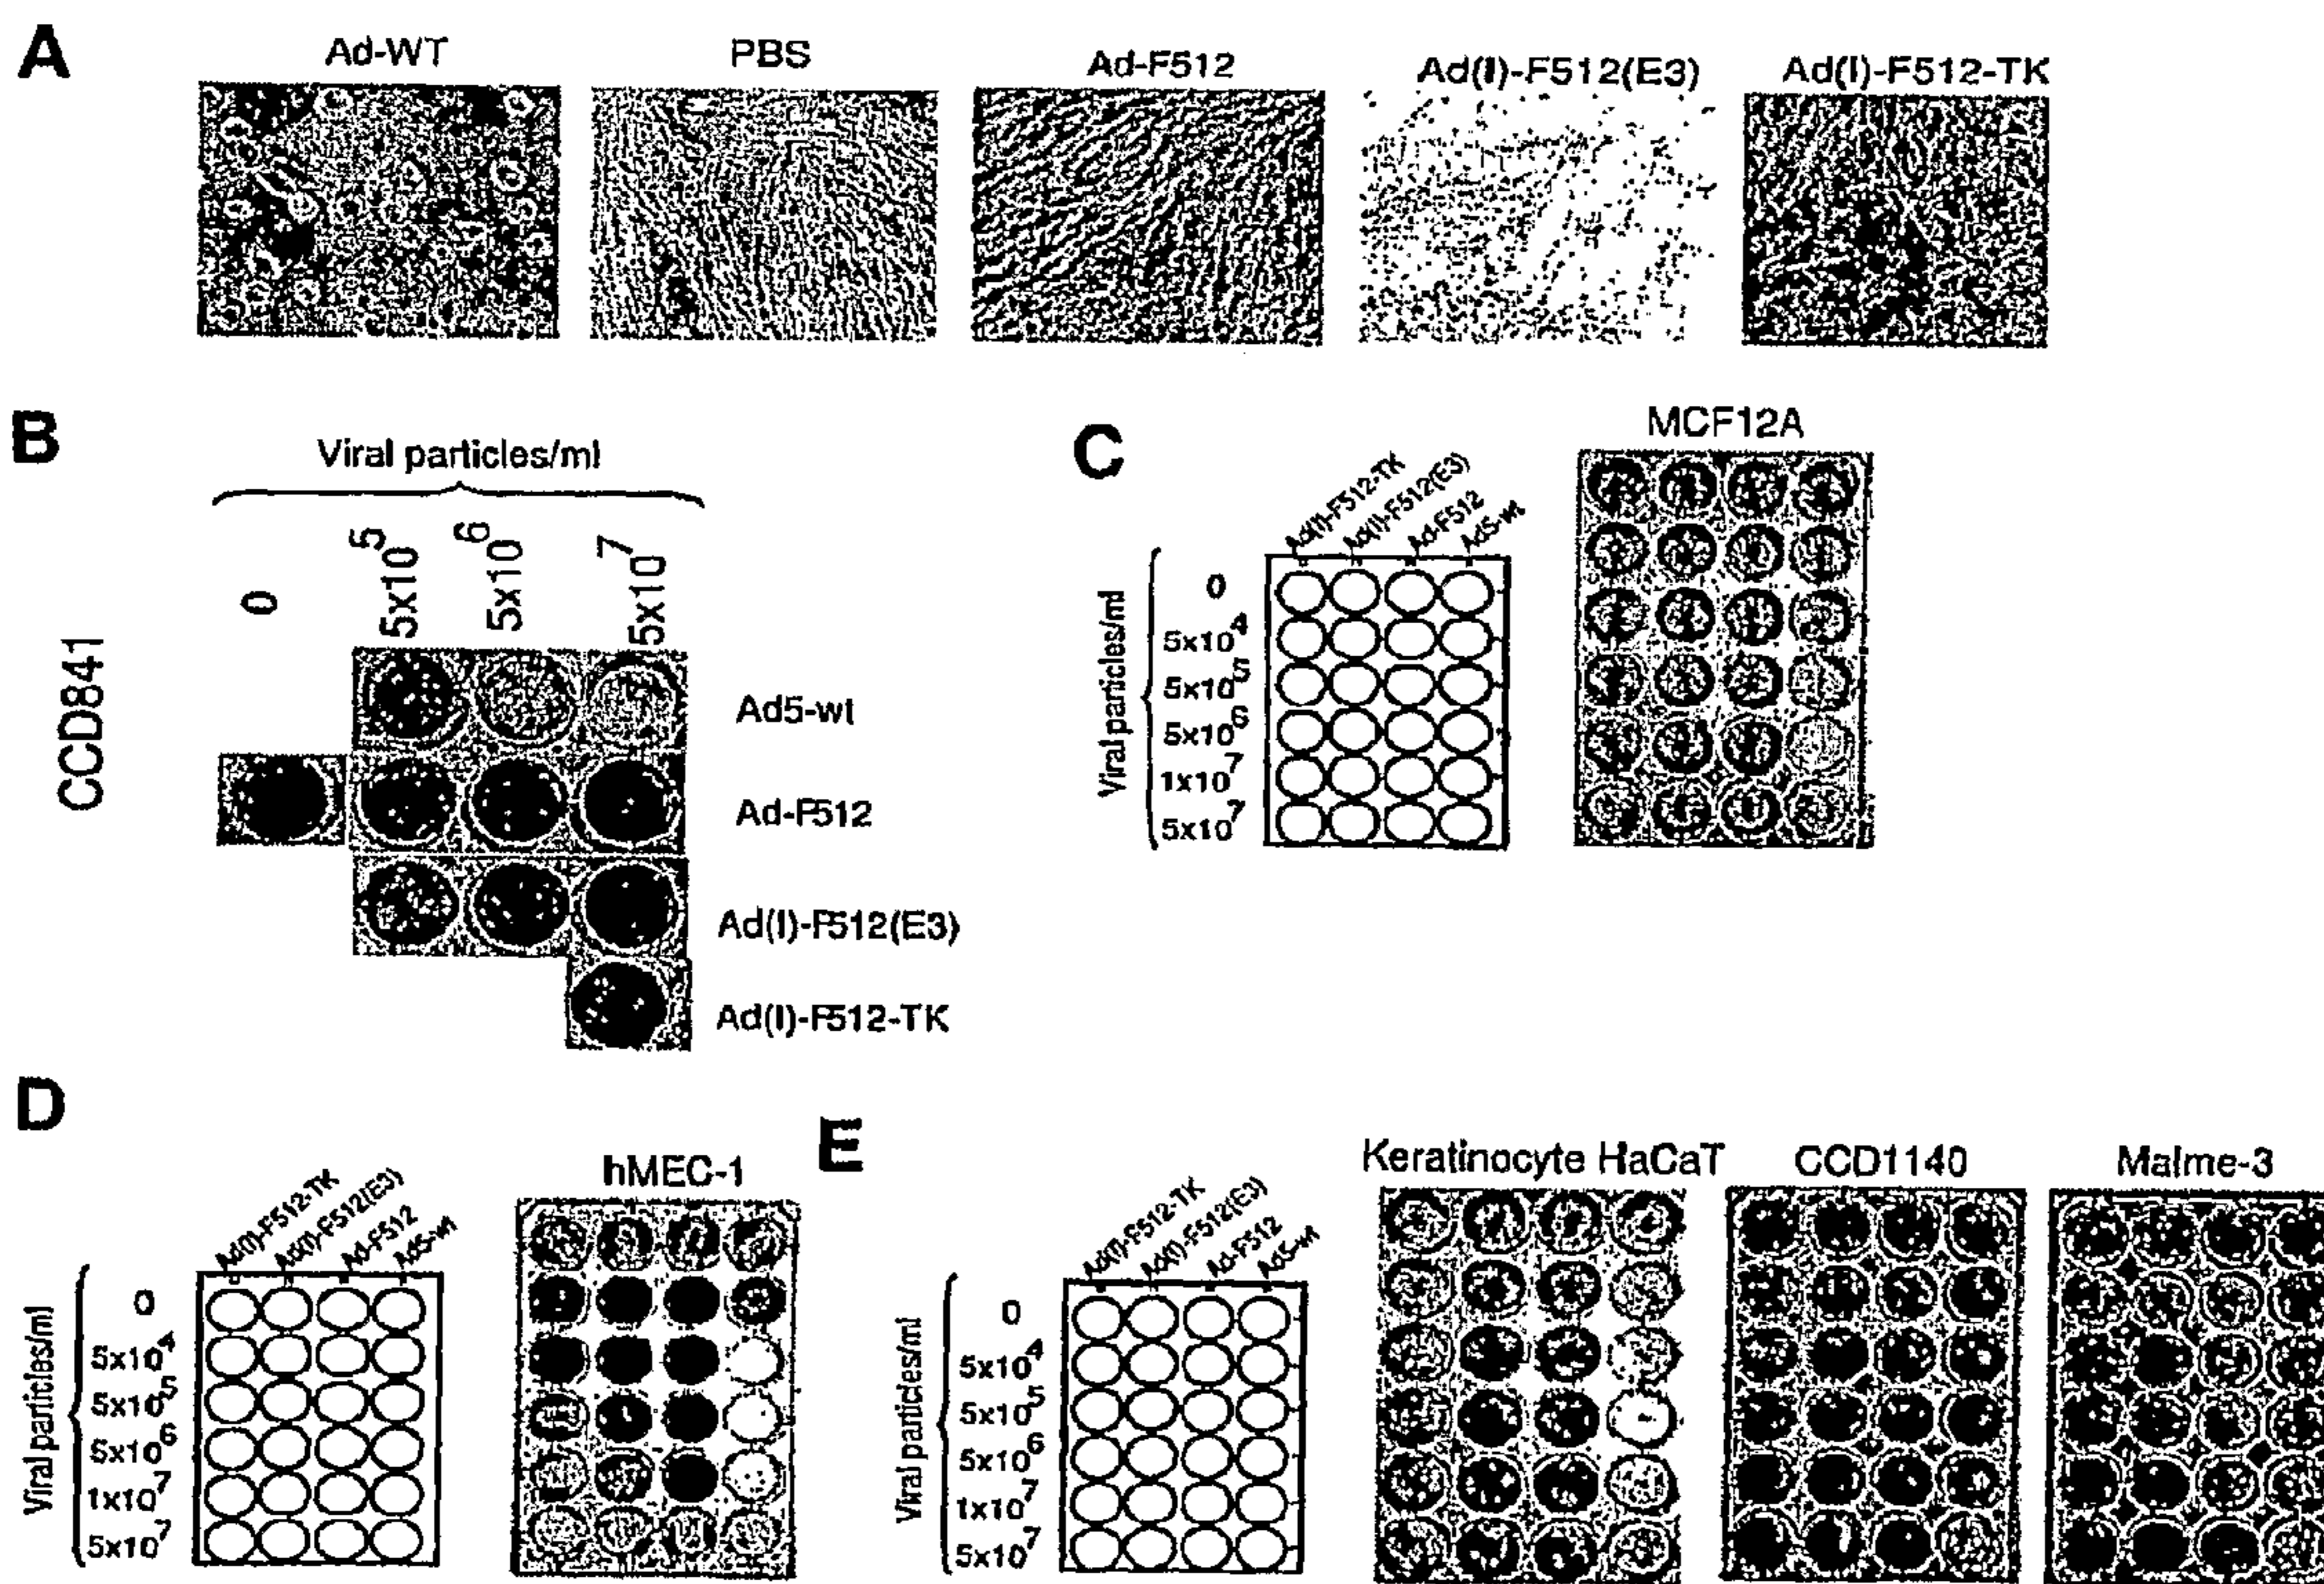 A
Ad-WT
PBS
Ad-F512
Ad(I)-F512(E3)
Ad(I)-F512-TK
B
Viral particles/ml
0
5x10^5
5x10^6
5x10^7
CCD841
Ad5-wt
Ad-F512
Ad(I)-F512(E3)
Ad(I)-F512-TK
C
MCF12A
Ad(I)-F512-TK
Ad(I)-F512(E3)
Ad-F512
Ad5-wt
Viral particles/ml
0
5x10^4
5x10^5
5x10^6
1x10^7
5x10^7
D
hMEC-1
Ad(I)-F512-TK
Ad(I)-F512(E3)
Ad-F512
Ad5-wt
Viral particles/ml
0
5x10^4
5x10^5
5x10^6
1x10^7
5x10^7
E
Keratinocyte HaCaT
CCD1140
Malme-3
Ad(I)-F512-TK
Ad(I)-F512(E3)
Ad-F512
Ad5-wt
Viral particles/ml
0
5x10^4
5x10^5
5x10^6
1x10^7
5x10^7